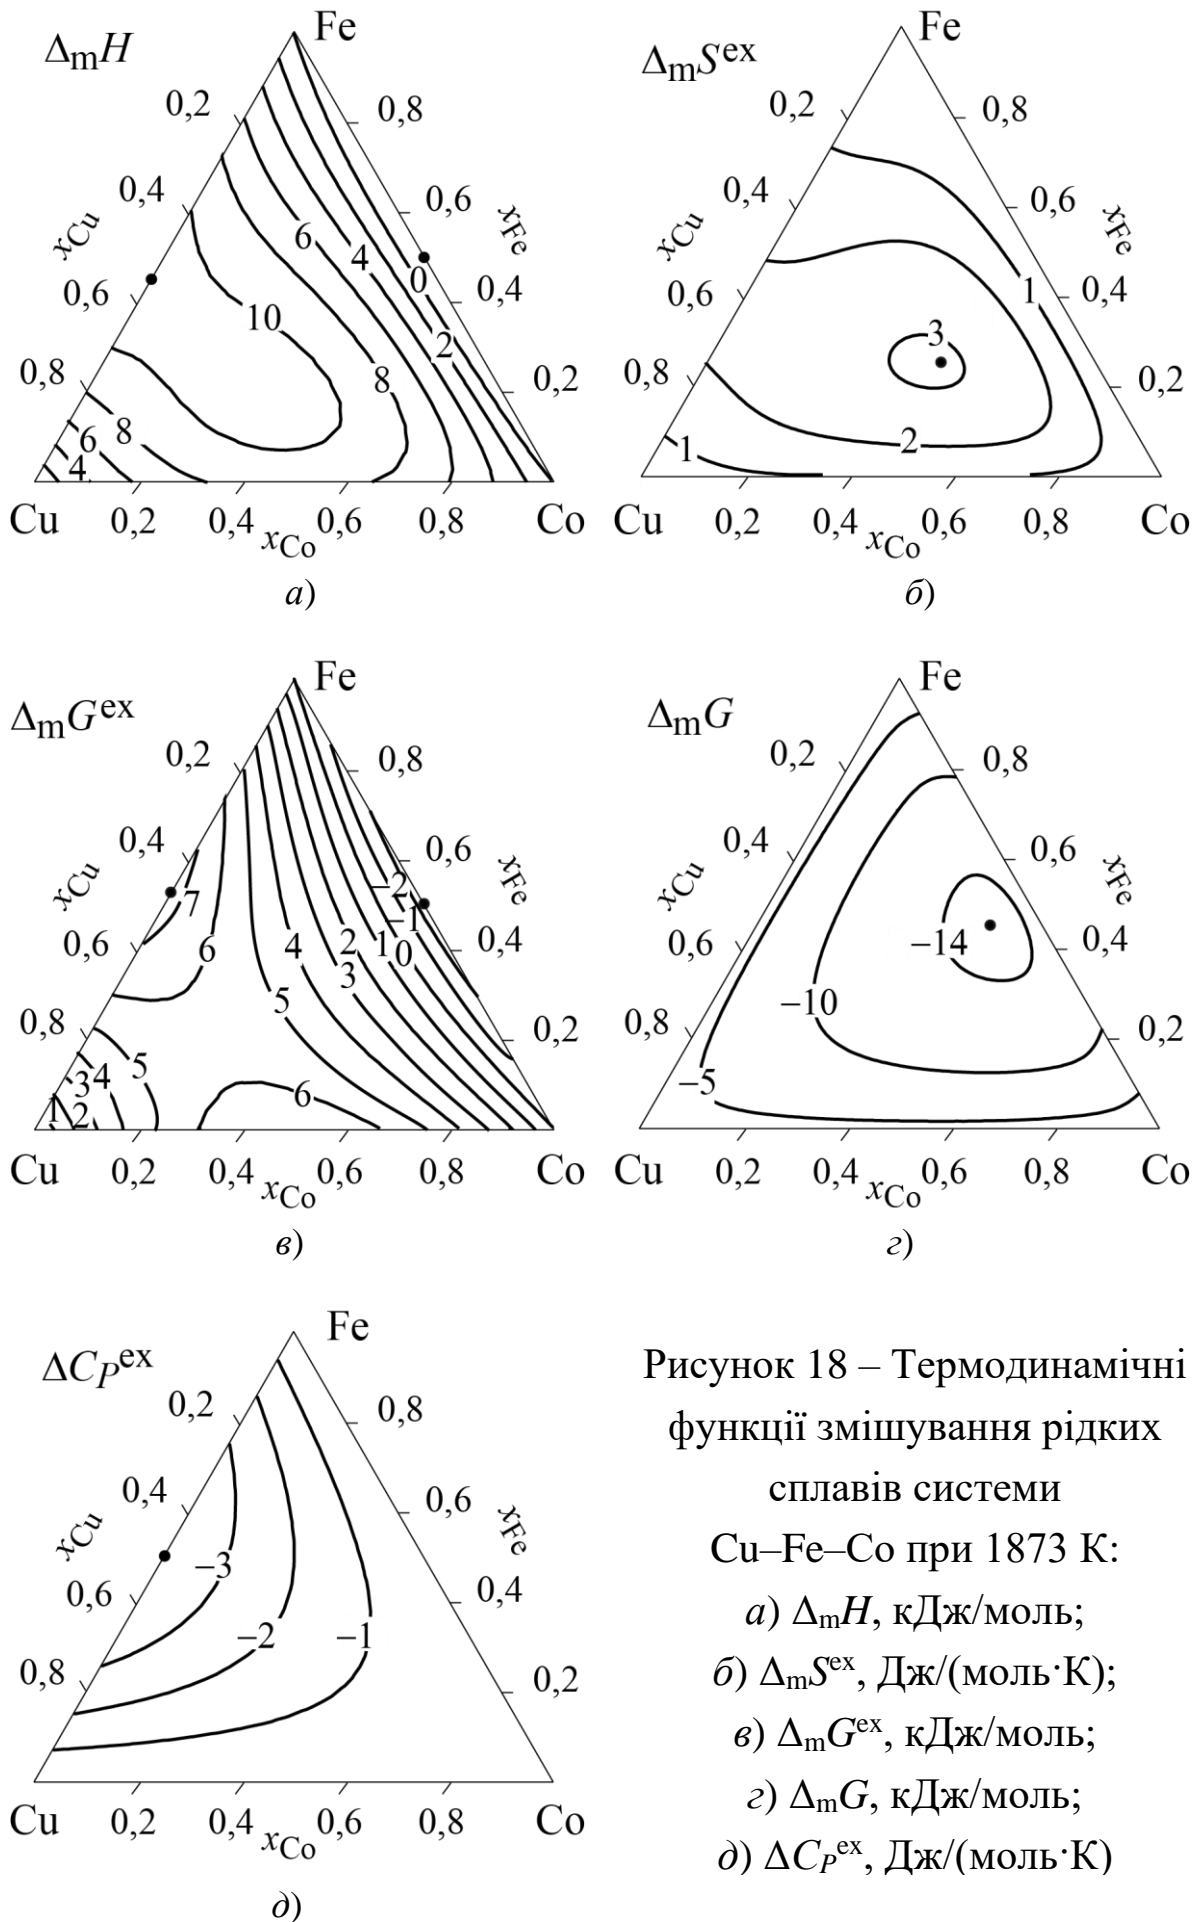 Fe
ΔmH
0,2
0,8
0,4
0,6
xCu
xFe
6
4
0
0,6
0,4
10
2
0,8
8
0,2
8
6
4
Cu
0,2
0,4
xCo
0,6
0,8
Co
а)
Fe
ΔmSex
0,2
0,8
0,4
0,6
xCu
xFe
1
0,6
0,4
3
0,8
0,2
2
1
Cu
0,2
0,4
xCo
0,6
0,8
Co
б)
Fe
ΔmGex
0,2
0,8
0,4
0,6
xCu
xFe
–2
7
–1
6
4
2
1
0
0,6
0,4
3
5
0,8
0,2
5
4
3
1
2
6
Cu
0,2
0,4
xCo
0,6
0,8
Co
в)
Fe
ΔmG
0,2
0,8
0,4
0,6
xCu
xFe
–14
0,6
0,4
–10
0,8
0,2
–5
Cu
0,2
0,4
xCo
0,6
0,8
Co
г)
Fe
ΔCPex
0,2
0,8
0,4
0,6
xCu
xFe
–3
0,6
0,4
–2
–1
0,8
0,2
Cu
0,2
0,4
xCo
0,6
0,8
Co
д)
Рисунок 18 – Термодинамічні
функції змішування рідких
сплавів системи
Cu–Fe–Co при 1873 К:
а) ΔmH, кДж/моль;
б) ΔmSex, Дж/(моль·К);
в) ΔmGex, кДж/моль;
г) ΔmG, кДж/моль;
д) ΔCPex, Дж/(моль·К)